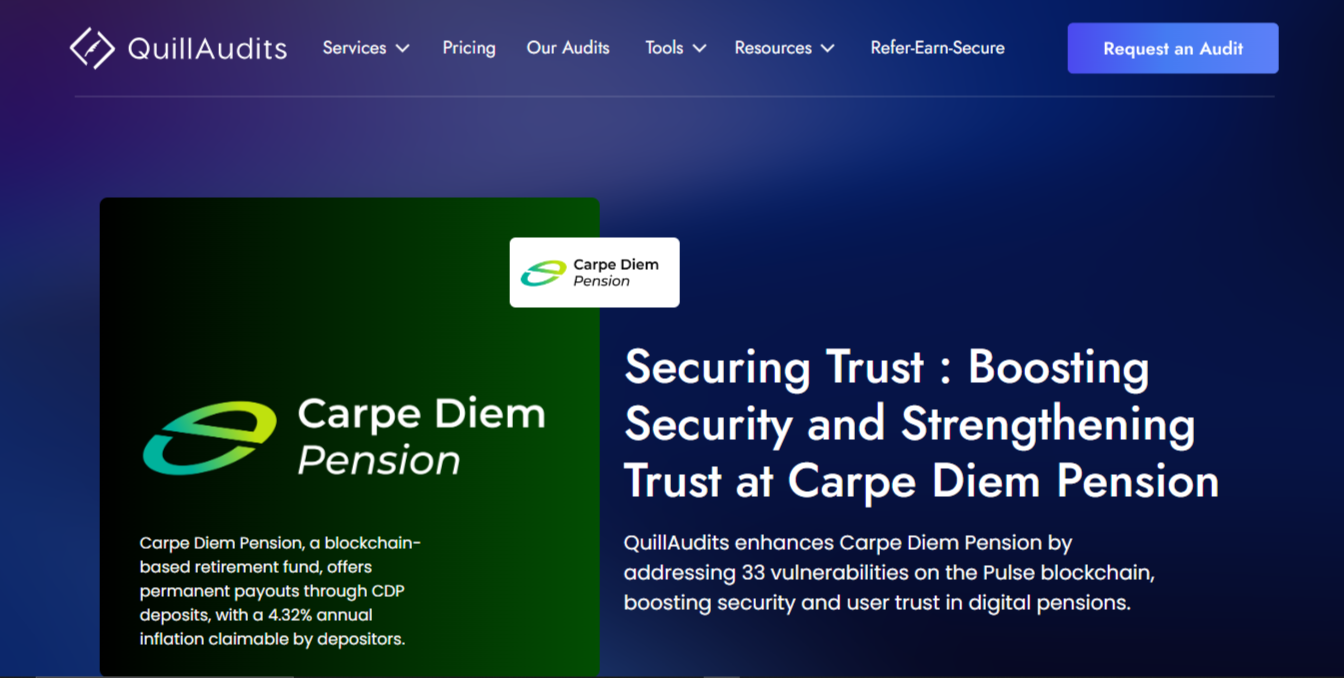 QuillAudits
Services
Pricing
Our Audits
Tools
Resources
Refer-Earn-Secure
Request an Audit
Carpe Diem
Pension
Carpe Diem
Pension
Carpe Diem Pension, a blockchain-
based retirement fund, offers
permanent payouts through CDP
deposits, with a 4.32% annual
inflation claimable by depositors.
Securing Trust : Boosting
Security and Strengthening
Trust at Carpe Diem Pension
QuillAudits enhances Carpe Diem Pension by
addressing 33 vulnerabilities on the Pulse blockchain,
boosting security and user trust in digital pensions.